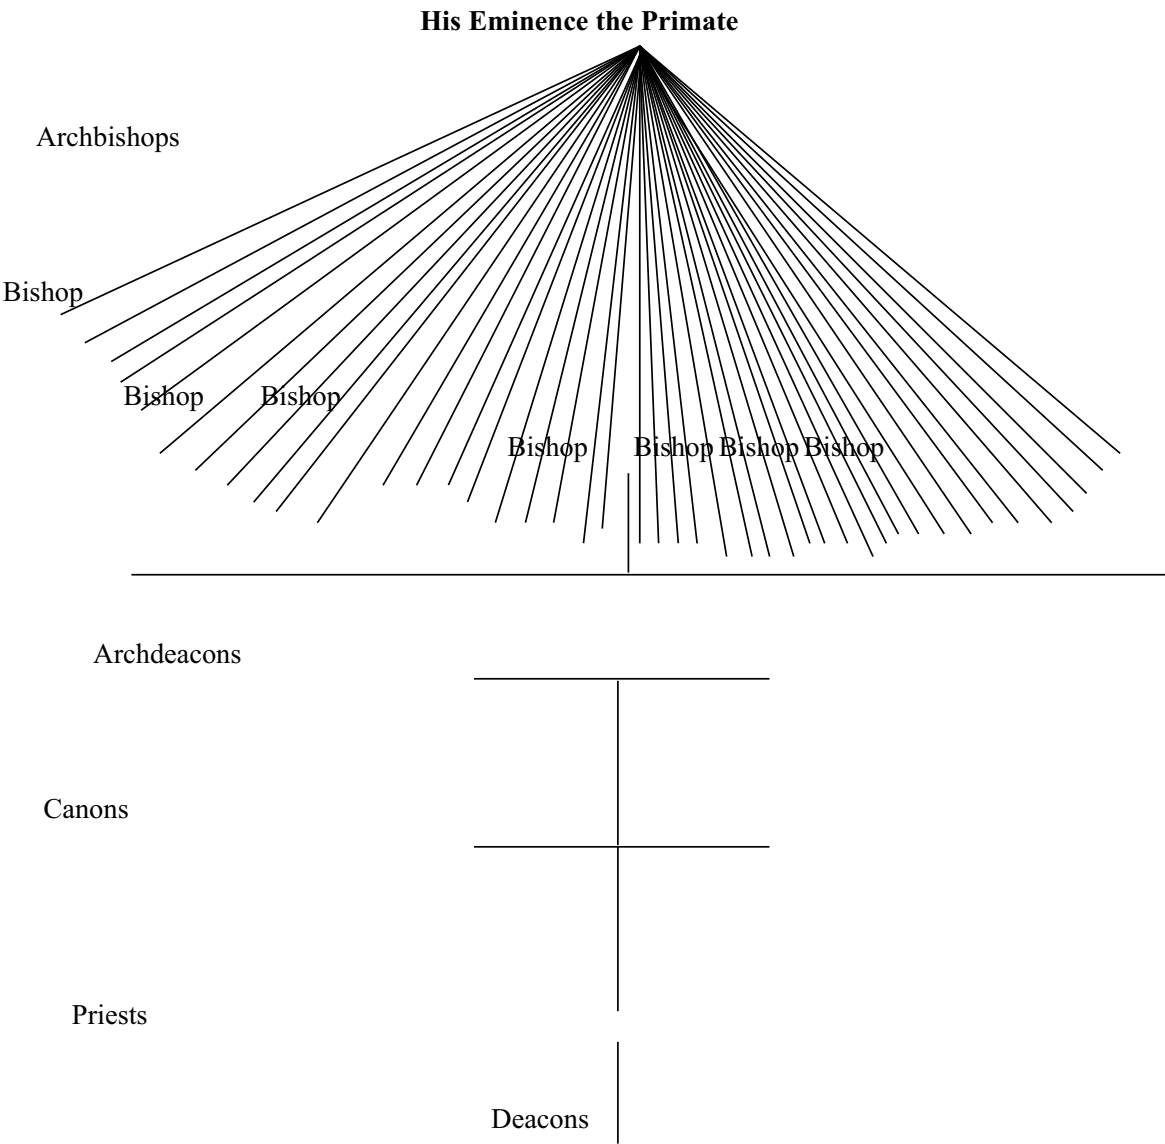 His Eminence the Primate
Archbishops
Bishop
Bishop Bishop
Bishop Bishop Bishop Bishop
Archdeacons
Canons
Priests
Deacons